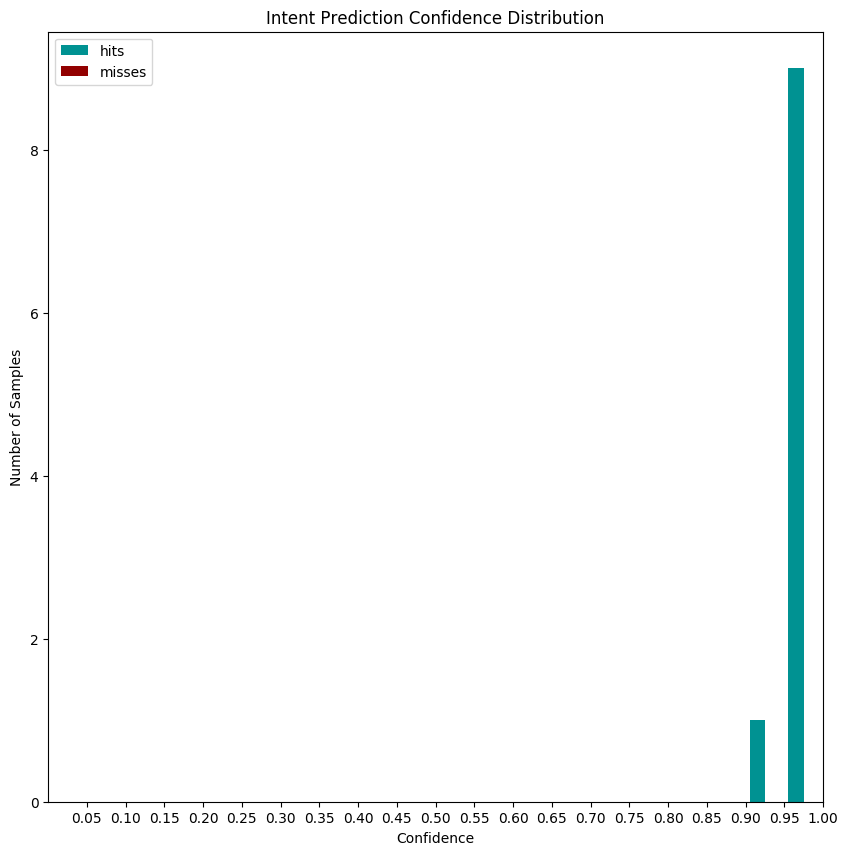 Intent Prediction Confidence Distribution
hits
misses
8
6
4
2
0
Number of Samples
0.05 0.10 0.15 0.20 0.25 0.30 0.35 0.40 0.45 0.50 0.55 0.60 0.65 0.70 0.75 0.80 0.85 0.90 0.95 1.00
Confidence